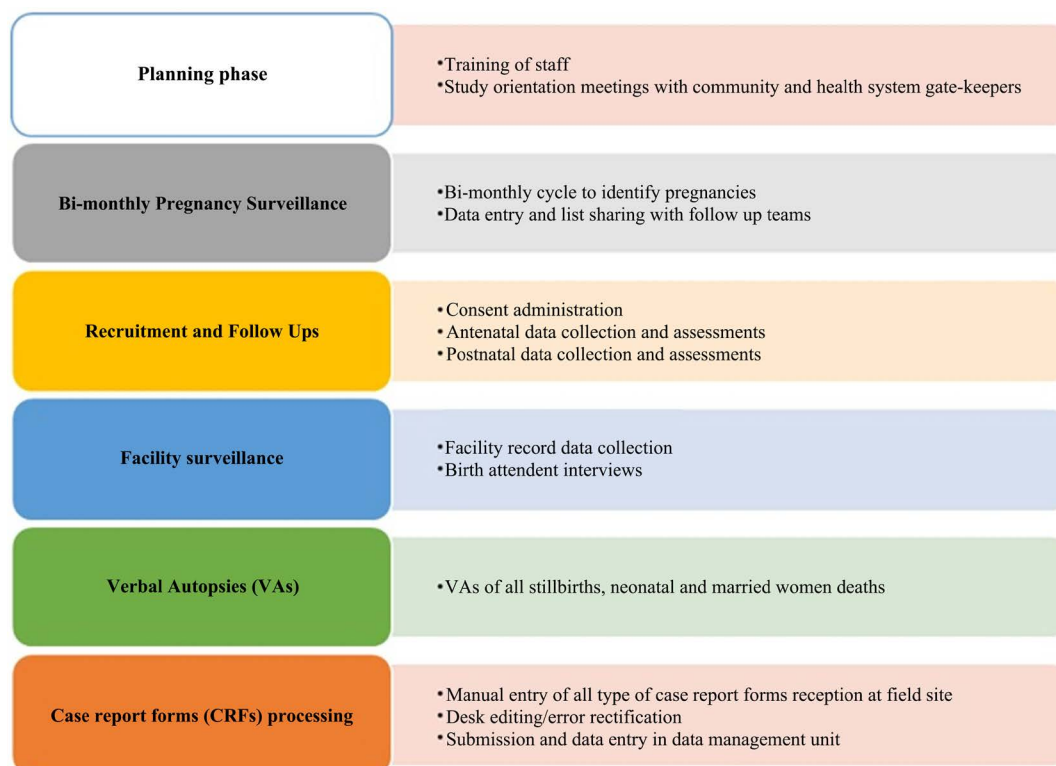 Planning phase
•Training of staff
•Study orientation meetings with community and health system gate-keepers
Bi-monthly Pregnancy Surveillance
•Bi-monthly cycle to identify pregnancies
•Data entry and list sharing with follow up teams
Recruitment and Follow Ups
•Consent administration
•Antenatal data collection and assessments
•Postnatal data collection and assessments
Facility surveillance
•Facility record data collection
•Birth attendent interviews
Verbal Autopsies (VAs)
•VAs of all stillbirths, neonatal and married women deaths
Case report forms (CRFs) processing
•Manual entry of all type of case report forms reception at field site
•Desk editing/error rectification
•Submission and data entry in data management unit